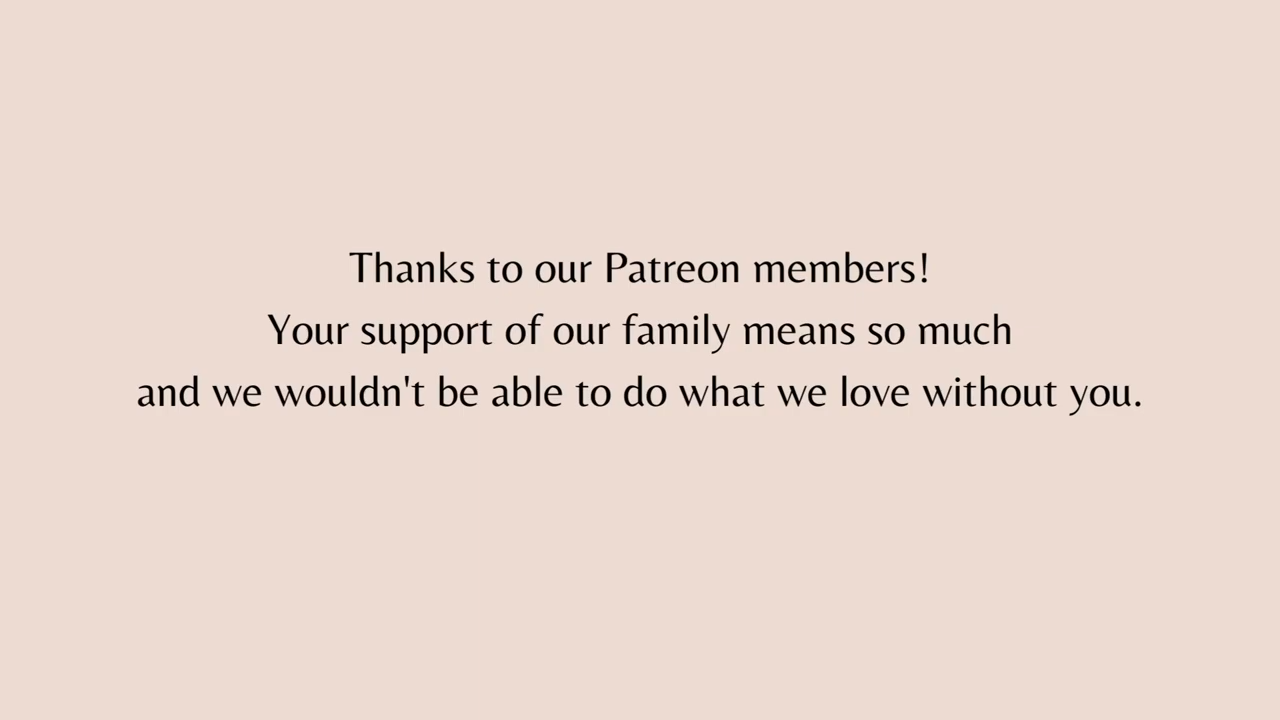 Thanks to our Patreon members!
Your support of our family means so much
and we wouldn't be able to do what we love without you.